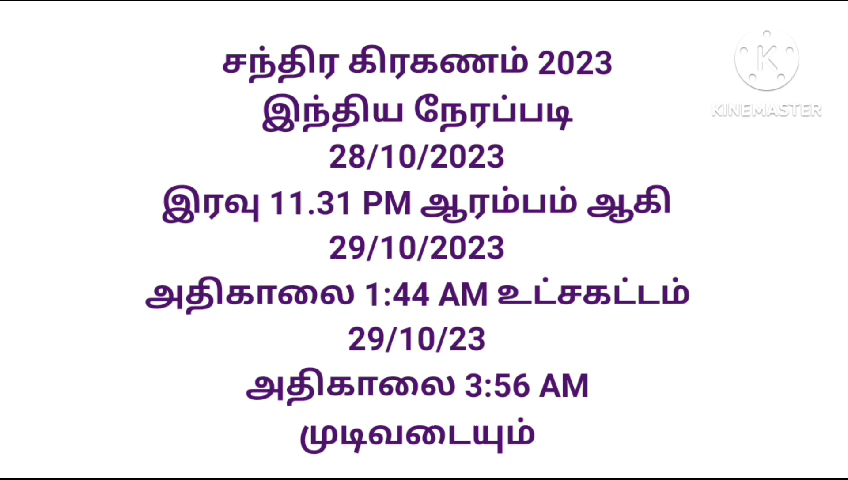 சந்திர கிரகணம் 2023
இந்திய நேரப்படி
28/10/2023
இரவு 11.31 PM ஆரம்பம் ஆகி
29/10/2023
அதிகாலை 1:44 AM உட்சகட்டம்
29/10/23
அதிகாலை 3:56 AM
முடிவடையும்
K
KINEMASTER